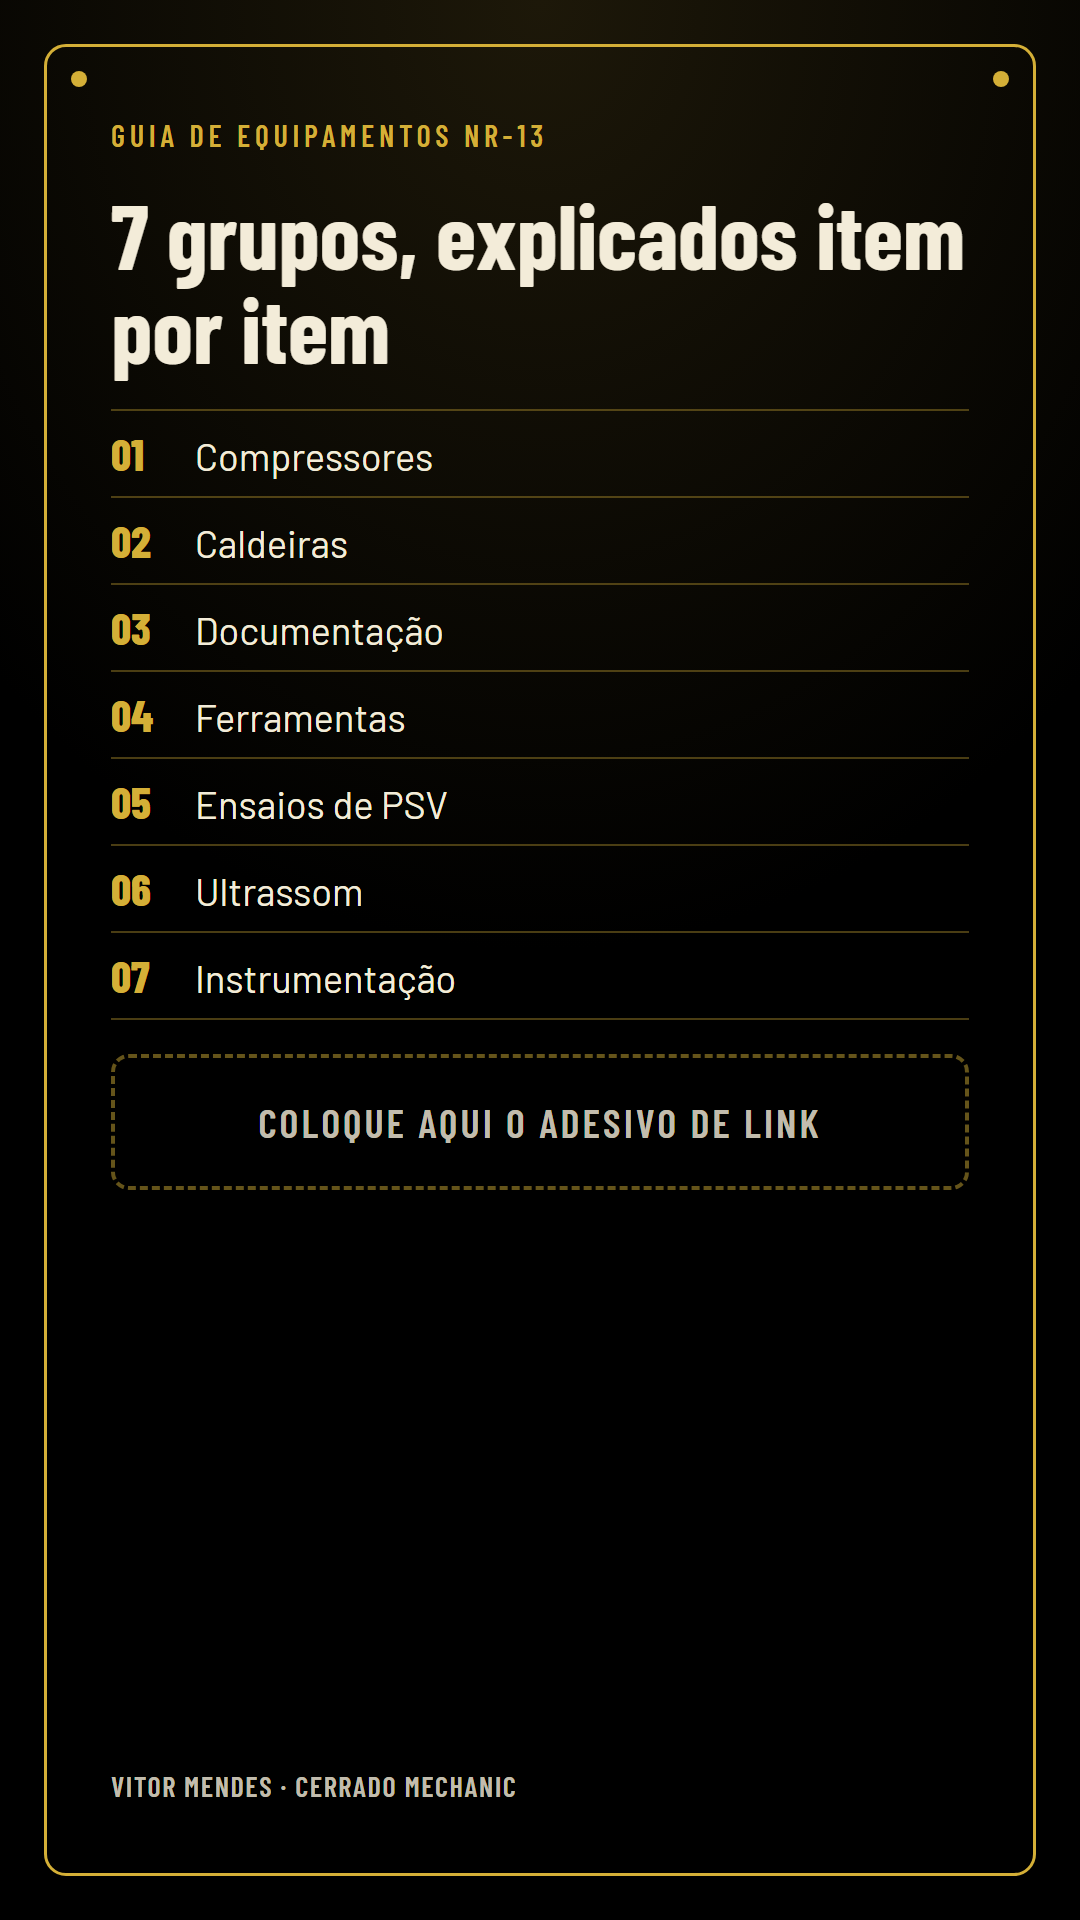 GUIA DE EQUIPAMENTOS NR-13
7 grupos, explicados item
por item
01 Compressores
02 Caldeiras
03 Documentação
04 Ferramentas
05 Ensaios de PSV
06 Ultrassom
07 Instrumentação
COLOQUE AQUI O ADESIVO DE LINK
VITOR MENDES · CERRADO MECHANIC